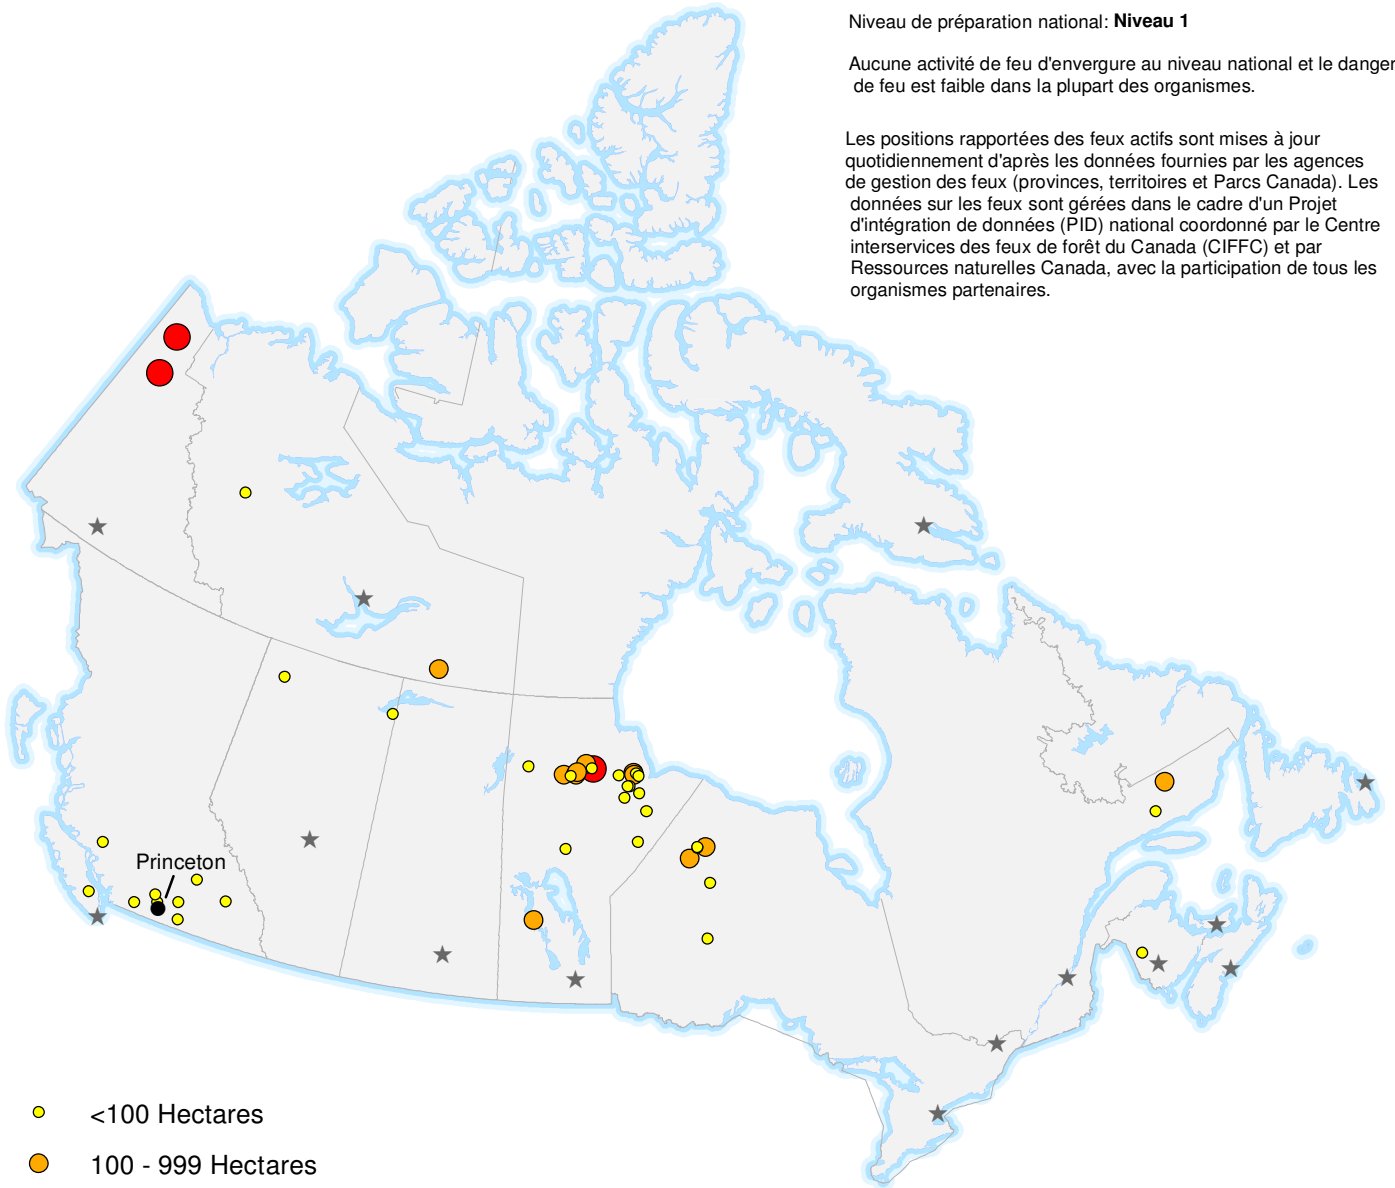 Niveau de préparation national: Niveau 1
Aucune activité de feu d'envergure au niveau national et le danger
de feu est faible dans la plupart des organismes.
Les positions rapportées des feux actifs sont mises à jour
quotidiennement d'après les données fournies par les agences
de gestion des feux (provinces, territoires et Parcs Canada). Les
données sur les feux sont gérées dans le cadre d'un Projet
d'intégration de données (PID) national coordonné par le Centre
interservices des feux de forêt du Canada (CIFFC) et par
Ressources naturelles Canada, avec la participation de tous les
organismes partenaires.
Princeton
<100 Hectares
100 - 999 Hectares